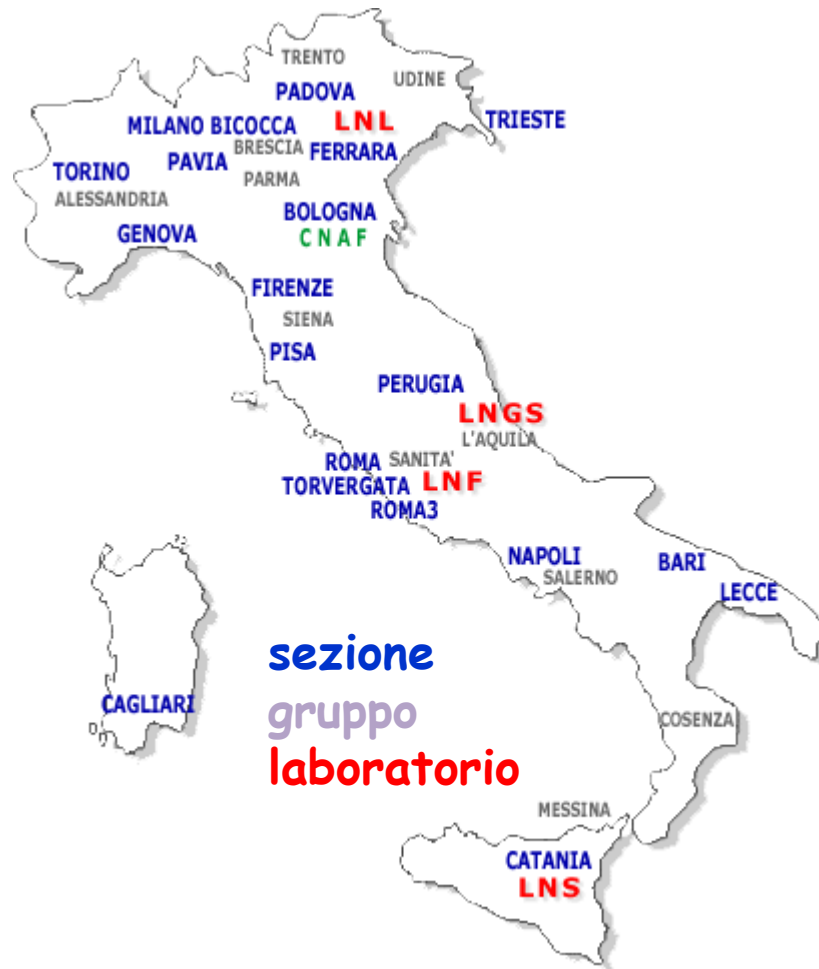 TRENTO
UDINE
PADOVA
LNL
TRIESTE
MILANO BICOCCA
BRESCIA
FERRARA
PAVIA
TORINO
PARMA
ALESSANDRIA
BOLOGNA
GENOVA
CNAF
FIRENZE
SIENA
PISA
PERUGIA
LNGS
L'AQUILA
ROMA
SANITA'
TORVERGATA
LNF
ROMA3
NAPOLI
BARI
SALERNO
LECCE
sezione
CAGLIARI
gruppo
COSENZA
laboratorio
MESSINA
CATANIA
LNS